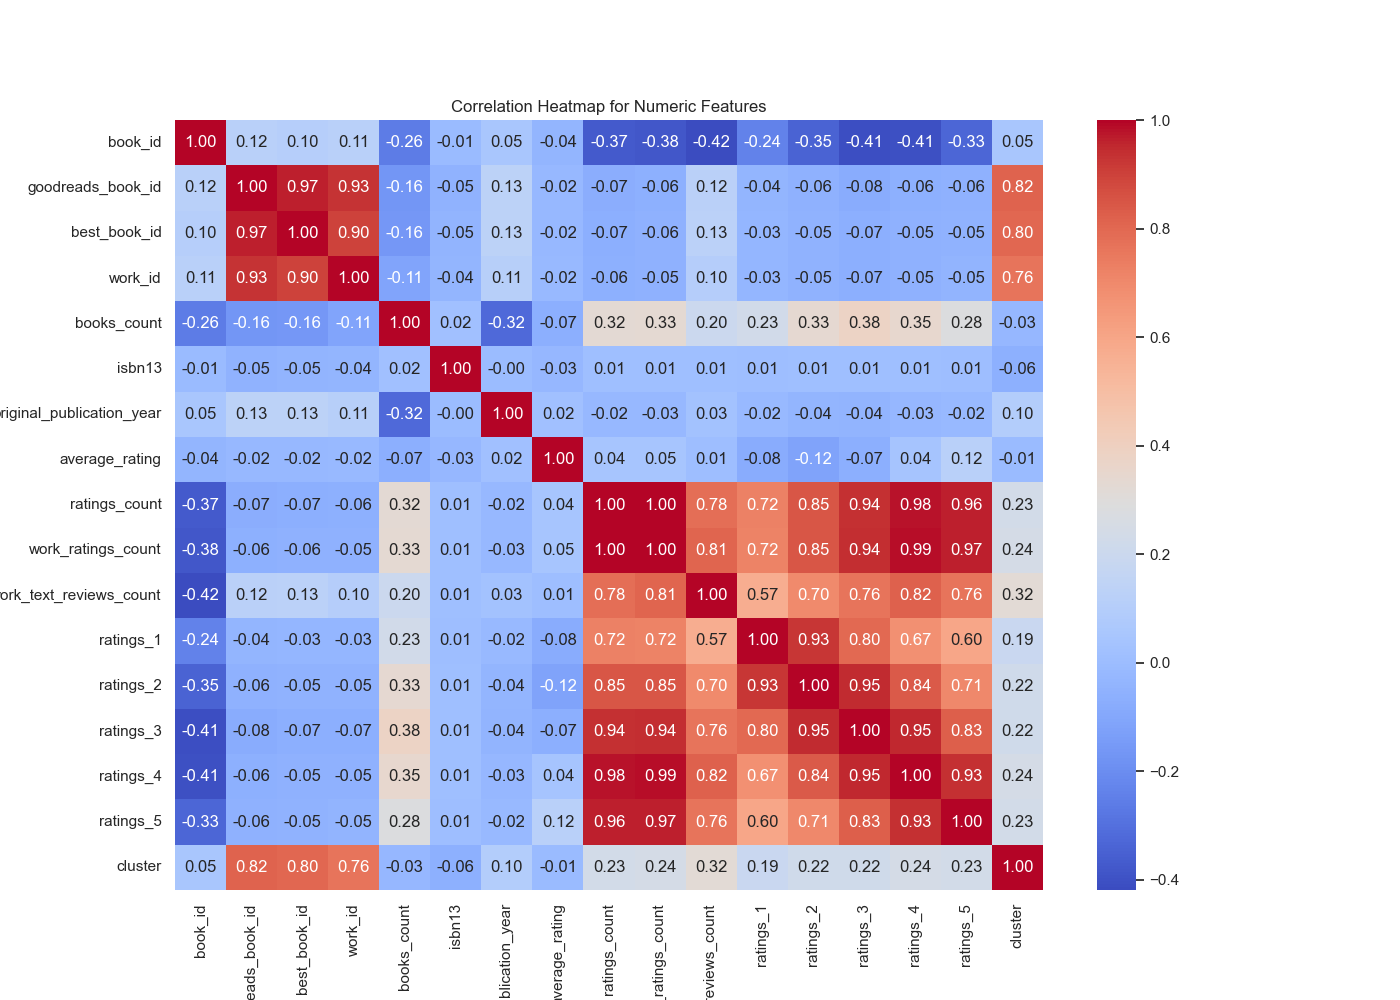 Correlation Heatmap for Numeric Features
book_id 1.00 0.12 0.10 0.11 -0.26 -0.01 0.05 -0.04 -0.37 -0.38 -0.42 -0.24 -0.35 -0.41 -0.41 -0.33 0.05
goodreads_book_id 0.12 1.00 0.97 0.93 -0.16 -0.05 0.13 -0.02 -0.07 -0.06 0.12 -0.04 -0.06 -0.08 -0.06 -0.06 0.82
best_book_id 0.10 0.97 1.00 0.90 -0.16 -0.05 0.13 -0.02 -0.07 -0.06 0.13 -0.03 -0.05 -0.07 -0.05 -0.05 0.80
work_id 0.11 0.93 0.90 1.00 -0.11 -0.04 0.11 -0.02 -0.06 -0.05 0.10 -0.03 -0.05 -0.07 -0.05 -0.05 0.76
books_count -0.26 -0.16 -0.16 -0.11 1.00 0.02 -0.32 -0.07 0.32 0.33 0.20 0.23 0.33 0.38 0.35 0.28 -0.03
isbn13 -0.01 -0.05 -0.05 -0.04 0.02 1.00 -0.00 -0.03 0.01 0.01 0.01 0.01 0.01 0.01 0.01 0.01 -0.06
riginal_publication_year 0.05 0.13 0.13 0.11 -0.32 -0.00 1.00 0.02 -0.02 -0.03 0.03 -0.02 -0.04 -0.04 -0.03 -0.02 0.10
average_rating -0.04 -0.02 -0.02 -0.02 -0.07 -0.03 0.02 1.00 0.04 0.05 0.01 -0.08 -0.12 -0.07 0.04 0.12 -0.01
ratings_count -0.37 -0.07 -0.07 -0.06 0.32 0.01 -0.02 0.04 1.00 1.00 0.78 0.72 0.85 0.94 0.98 0.96 0.23
work_ratings_count -0.38 -0.06 -0.06 -0.05 0.33 0.01 -0.03 0.05 1.00 1.00 0.81 0.72 0.85 0.94 0.99 0.97 0.24
ork_text_reviews_count -0.42 0.12 0.13 0.10 0.20 0.01 0.03 0.01 0.78 0.81 1.00 0.57 0.70 0.76 0.82 0.76 0.32
ratings_1 -0.24 -0.04 -0.03 -0.03 0.23 0.01 -0.02 -0.08 0.72 0.72 0.57 1.00 0.93 0.80 0.67 0.60 0.19
ratings_2 -0.35 -0.06 -0.05 -0.05 0.33 0.01 -0.04 -0.12 0.85 0.85 0.70 0.93 1.00 0.95 0.84 0.71 0.22
ratings_3 -0.41 -0.08 -0.07 -0.07 0.38 0.01 -0.04 -0.07 0.94 0.94 0.76 0.80 0.95 1.00 0.95 0.83 0.22
ratings_4 -0.41 -0.06 -0.05 -0.05 0.35 0.01 -0.03 0.04 0.98 0.99 0.82 0.67 0.84 0.95 1.00 0.93 0.24
ratings_5 -0.33 -0.06 -0.05 -0.05 0.28 0.01 -0.02 0.12 0.96 0.97 0.76 0.60 0.71 0.83 0.93 1.00 0.23
cluster 0.05 0.82 0.80 0.76 -0.03 -0.06 0.10 -0.01 0.23 0.24 0.32 0.19 0.22 0.22 0.24 0.23 1.00
book_id
eads_book_id
best_book_id
work_id
books_count
isbn13
blication_year
average_rating
ratings_count
_ratings_count
reviews_count
ratings_1
ratings_2
ratings_3
ratings_4
ratings_5
cluster
1.0
0.8
0.6
0.4
0.2
0.0
−0.2
−0.4